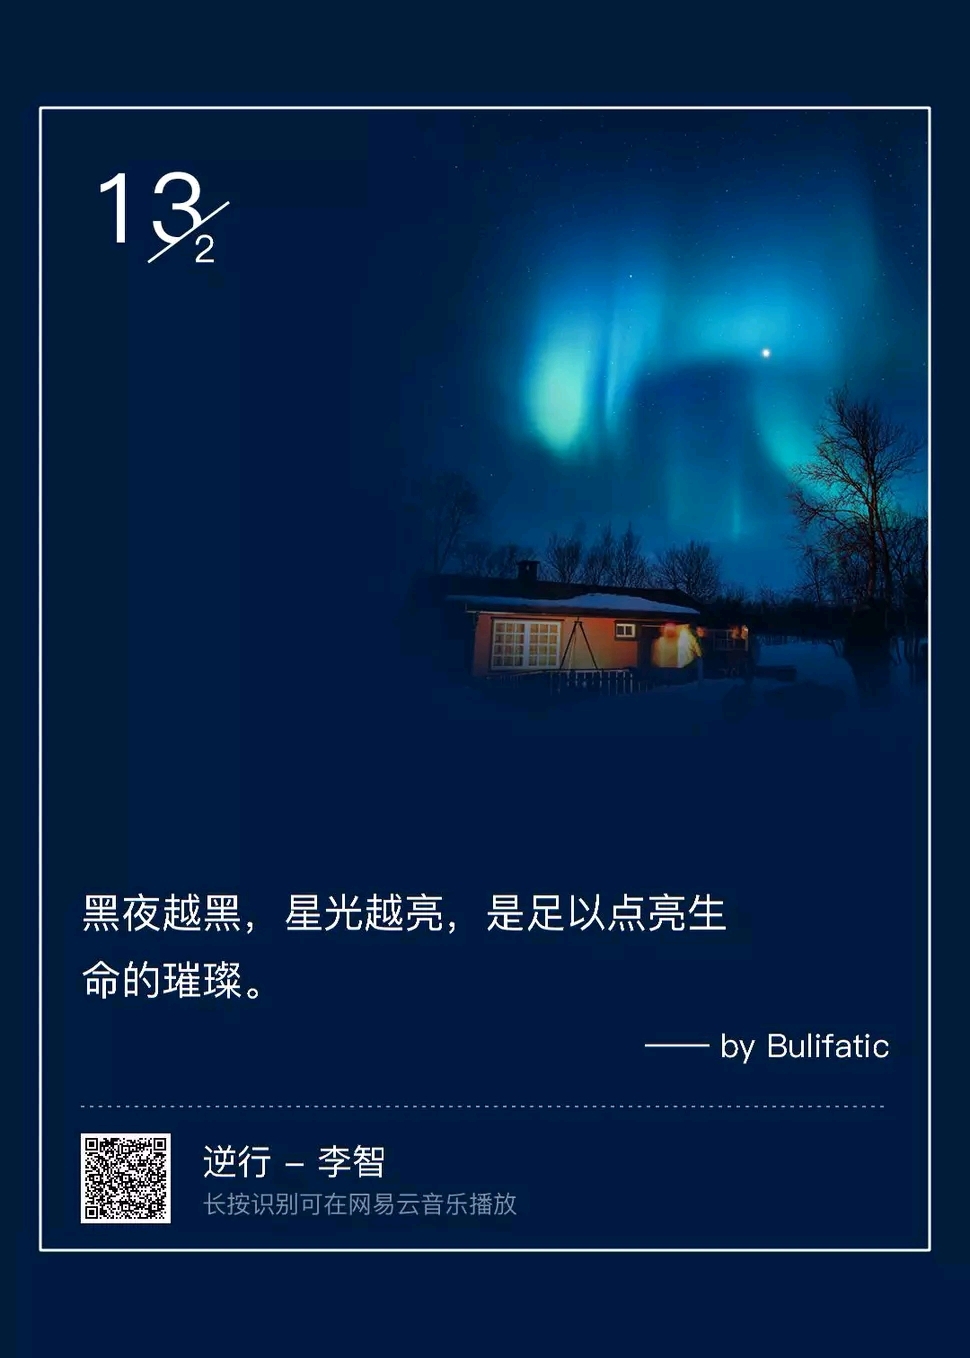 13/2
黑夜越黑，星光越亮，是足以点亮生
命的璀璨。
—— by Bulifatic
逆行 – 李智
长按识别可在网易云音乐播放